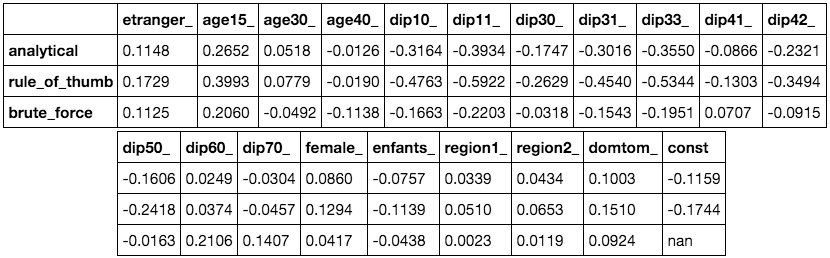 etranger_ age15_ age30_ age40_ dip10_ dip11_ dip30_ dip31_ dip33_ dip41_ dip42_
analytical 0.1148 0.2652 0.0518 -0.0126 -0.3164 -0.3934 -0.1747 -0.3016 -0.3550 -0.0866 -0.2321
rule_of_thumb 0.1729 0.3993 0.0779 -0.0190 -0.4763 -0.5922 -0.2629 -0.4540 -0.5344 -0.1303 -0.3494
brute_force 0.1125 0.2060 -0.0492 -0.1138 -0.1663 -0.2203 -0.0318 -0.1543 -0.1951 0.0707 -0.0915
dip50_ dip60_ dip70_ female_ enfants_ region1_ region2_ domtom_ const
-0.1606 0.0249 -0.0304 0.0860 -0.0757 0.0339 0.0434 0.1003 -0.1159
-0.2418 0.0374 -0.0457 0.1294 -0.1139 0.0510 0.0653 0.1510 -0.1744
-0.0163 0.2106 0.1407 0.0417 -0.0438 0.0023 0.0119 0.0924 nan